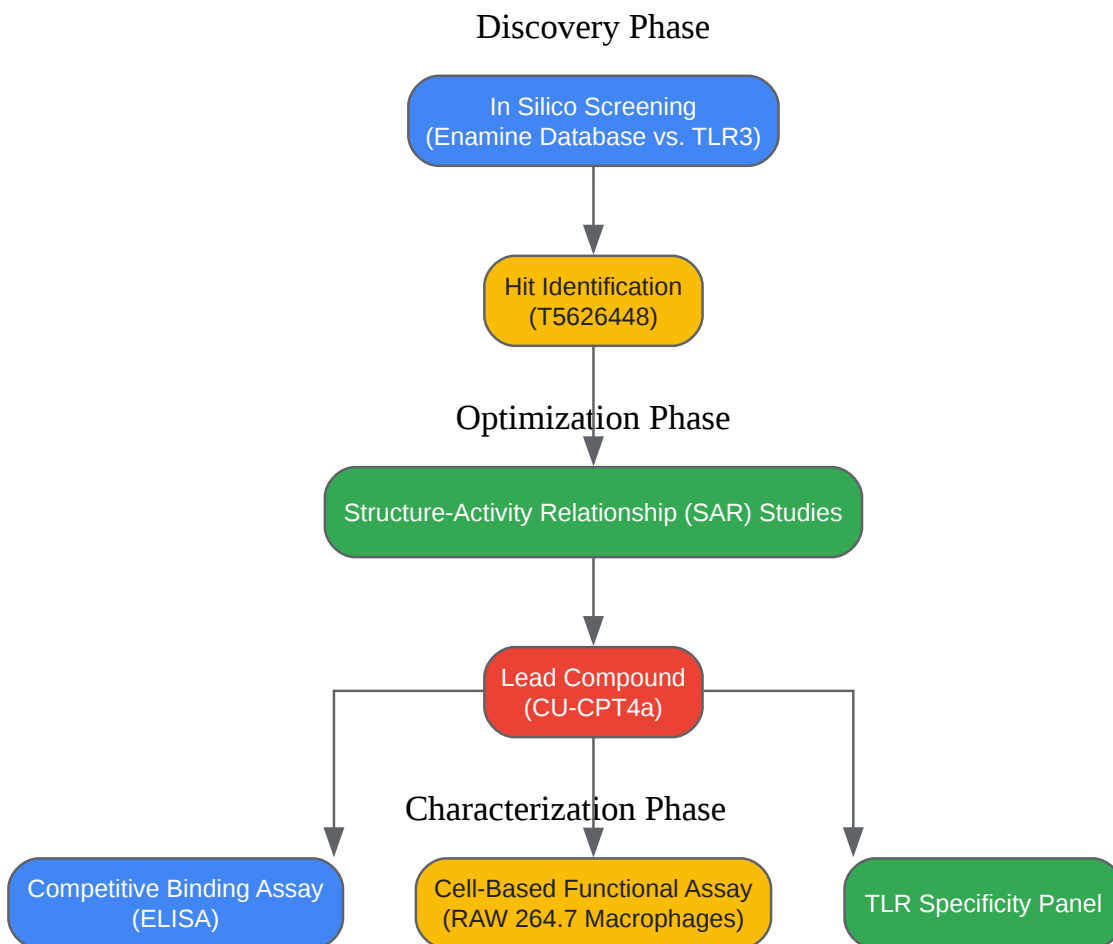 Discovery Phase
In Silico Screening
(Enamine Database vs. TLR3)
Hit Identification
(T5626448)
Optimization Phase
Structure-Activity Relationship (SAR) Studies
Lead Compound
(CU-CPT4a)
Characterization Phase
Competitive Binding Assay
(ELISA)
Cell-Based Functional Assay
(RAW 264.7 Macrophages)
TLR Specificity Panel